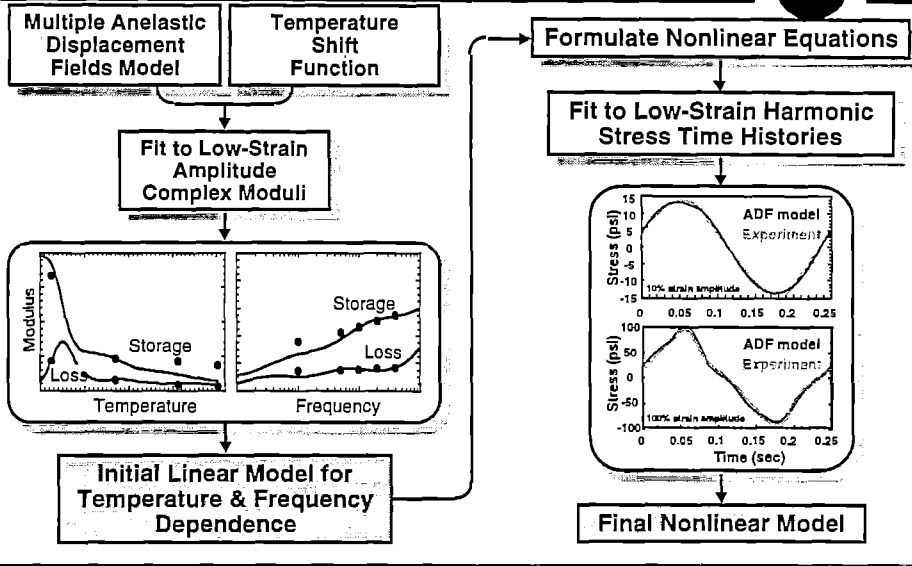 Multiple Anelastic
Displacement
Fields Model
Temperature
Shift
Function
Fit to Low-Strain
Amplitude
Complex Moduli
Modulus
Storage
Loss
Temperature
Storage
Loss
Frequency
Initial Linear Model for
Temperature & Frequency
Dependence
Formulate Nonlinear Equations
Fit to Low-Strain Harmonic
Stress Time Histories
Stress (psi)
15
10
5
0
-5
-10
-15
ADF model
Experiment
10% strain amplitude
0 0.05 0.1 0.15 0.2 0.25
Stress (psi)
100
50
0
-50
-100
ADF model
Experiment
100% strain amplitude
0 0.05 0.1 0.15 0.2 0.25
Time (sec)
Final Nonlinear Model